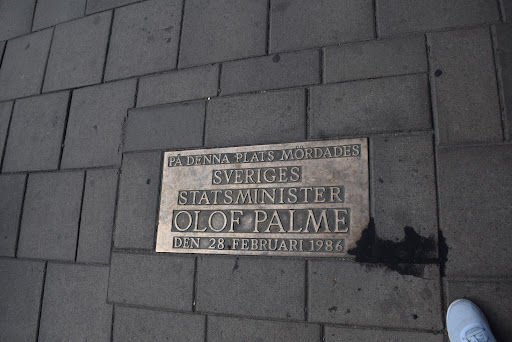 PÅ DENNA PLATS MÖRDADES
SVERIGES
STATSMINISTER
OLOF PALME
DEN 28 FEBRUARI 1986